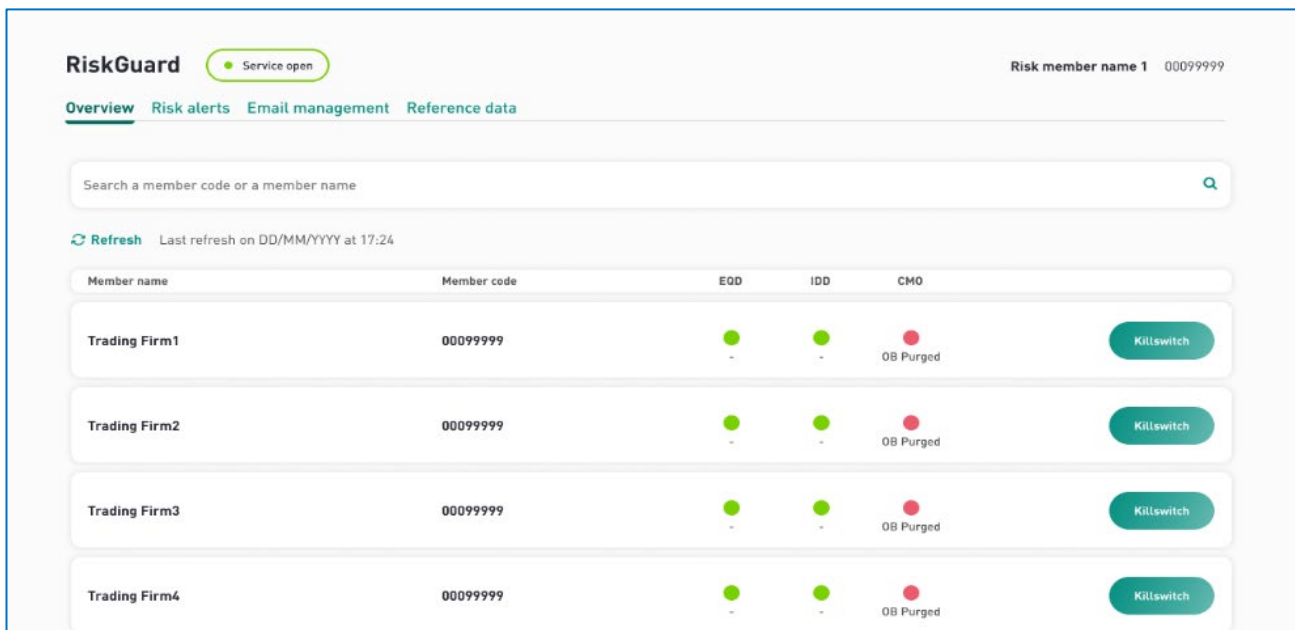 RiskGuard Service open Risk member name 1 00099999
Overview Risk alerts Email management Reference data
Search a member code or a member name
Refresh Last refresh on DD/MM/YYYY at 17:24
Member name Member code EQD IDD CMO
Trading Firm1 00099999 Killswitch
- - OB Purged
Trading Firm2 00099999 Killswitch
- - OB Purged
Trading Firm3 00099999 Killswitch
- - OB Purged
Trading Firm4 00099999 Killswitch
- - OB Purged